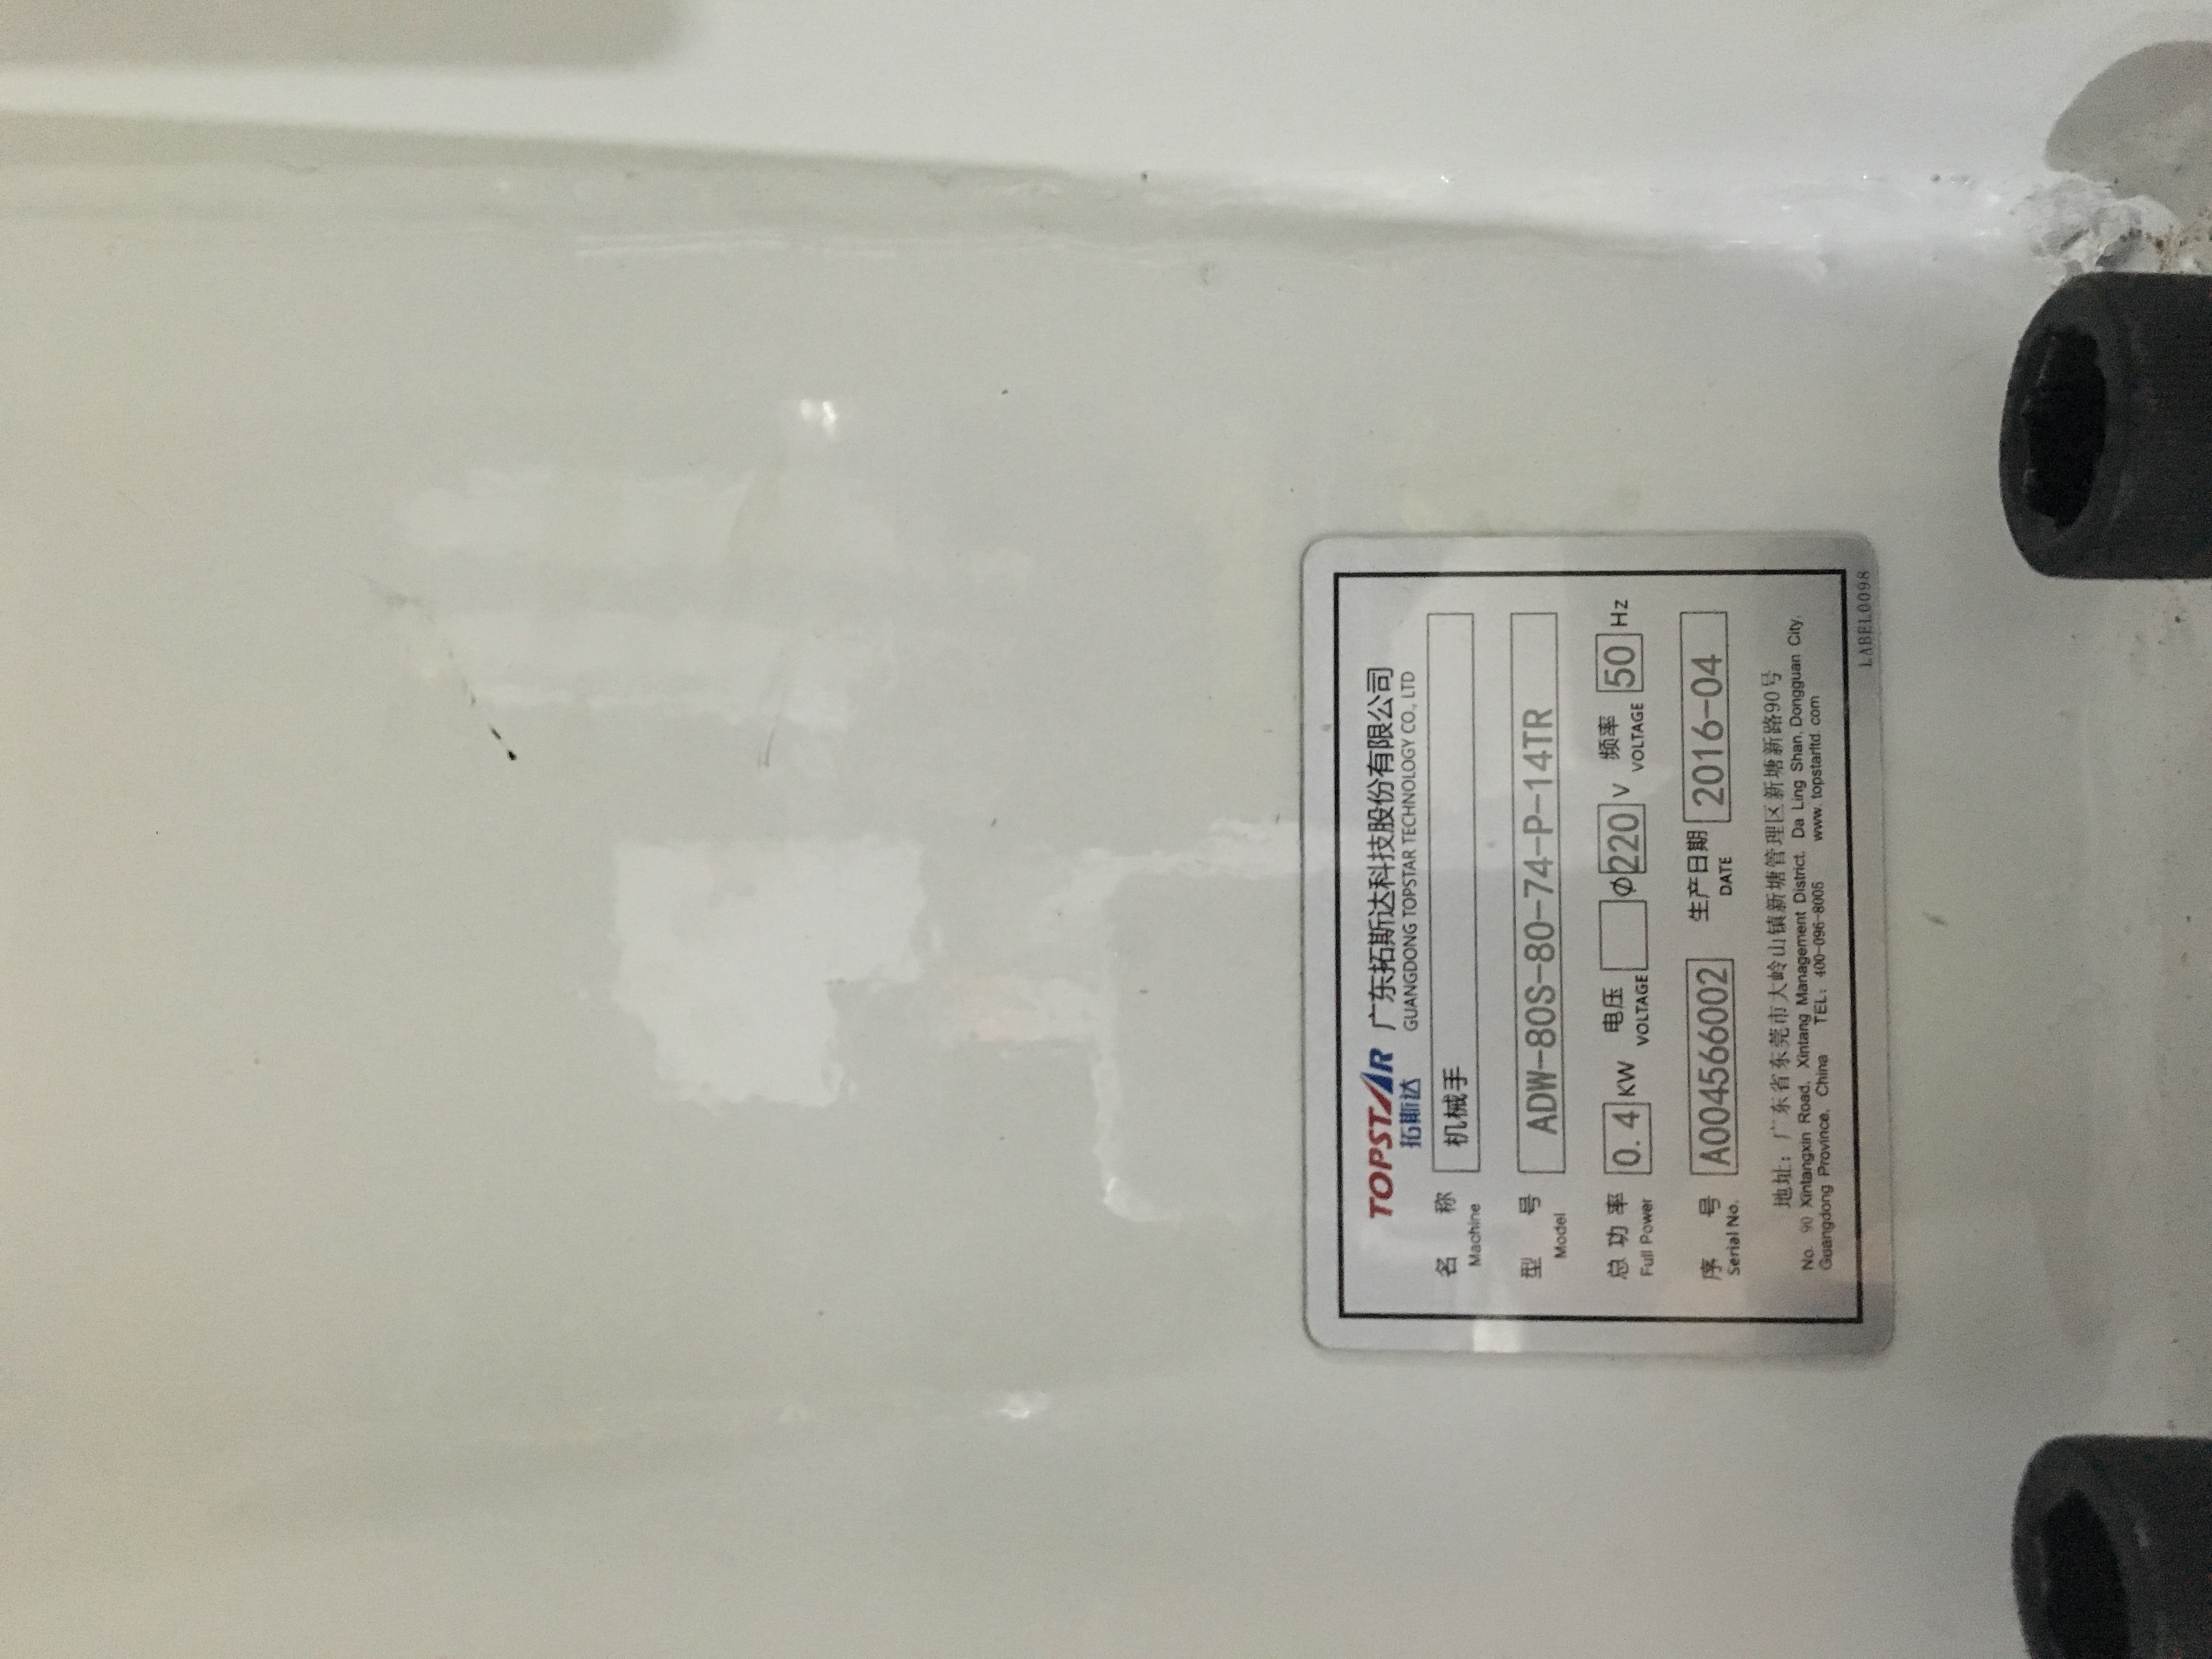 TOPSTAR 广东拓斯达科技股份有限公司
拓斯达 GUANGDONG TOPSTAR TECHNOLOGY CO., LTD
名 称 机械手
Machine
型 号 ADW-80S-80-74-P-14TR
Model
总 功 率 0.4 KW 电压 Φ 220 V 频率 50 Hz
Full Power VOLTAGE VOLTAGE
序 号 A004566002 生产日期 2016-04
Serial No. DATE
地址: 广东省东莞市大岭山镇新塘管理区新塘新路90号
No. 90 Xintangxin Road, Xintang Management District, Da Ling Shan, Dongguan City,
Guangdong Province, China TEL: 400-096-8005 www.topstarltd.com
LABEL0098